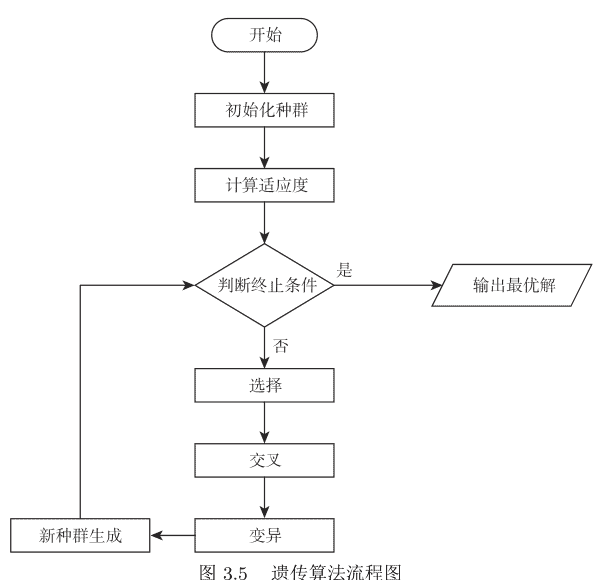 开始
初始化种群
计算适应度
判断终止条件
是
输出最优解
否
选择
交叉
变异
新种群生成
图 3.5 遗传算法流程图